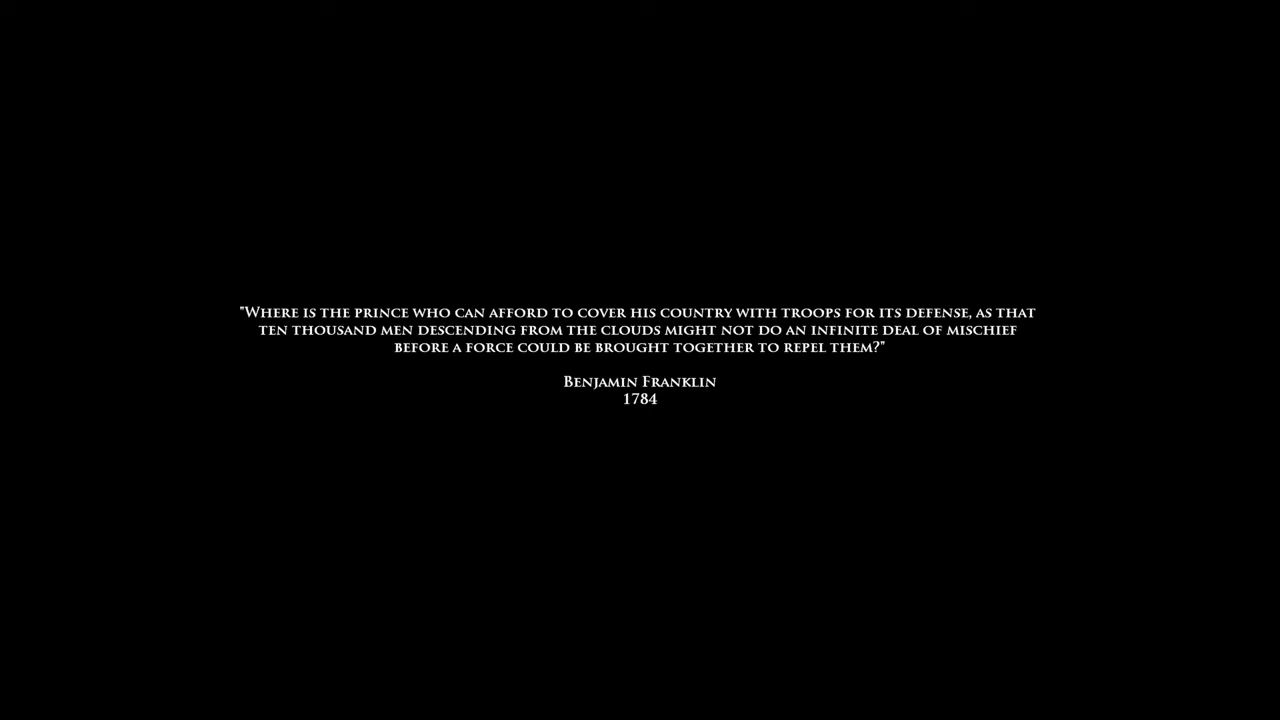 "Where is the prince who can afford to cover his country with troops for its defense, as that
ten thousand men descending from the clouds might not do an infinite deal of mischief
before a force could be brought together to repel them?"
Benjamin Franklin
1784